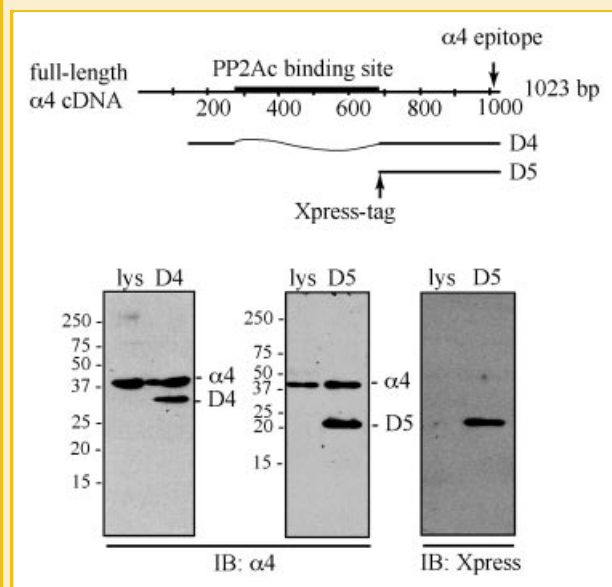 α4 epitope
full-length
α4 cDNA
PP2Ac binding site
200 400 600 800 1000
1023 bp
D4
D5
Xpress-tag
lys D4
250
75
50
37
25
20
15
α4
D4
lys D5
250
75
50
37
25
20
15
α4
D5
lys D5
IB: α4
IB: Xpress